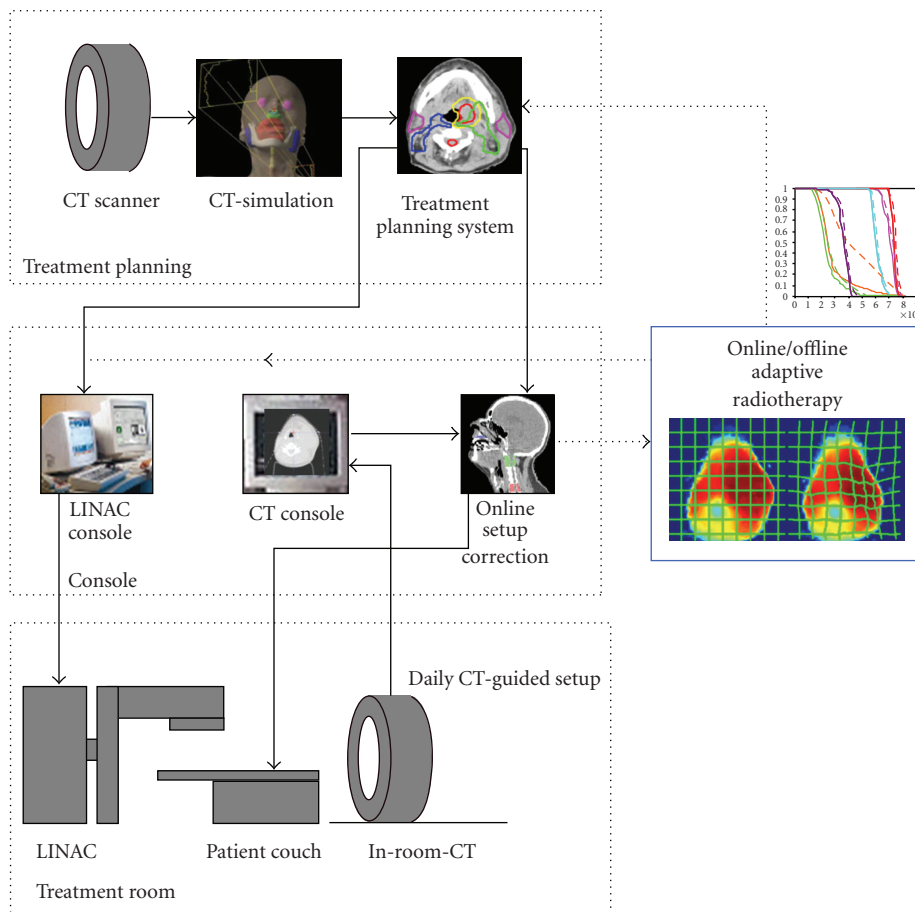 CT scanner
CT-simulation
Treatment
planning system
Treatment planning
1
0.9
0.8
0.7
0.6
0.5
0.4
0.3
0.2
0.1
0
0 1 2 3 4 5 6 7 8
×10
Online/offline
adaptive
radiotherapy
LINAC
console
CT console
Online
setup
correction
Console
Daily CT-guided setup
LINAC
Patient couch
In-room-CT
Treatment room